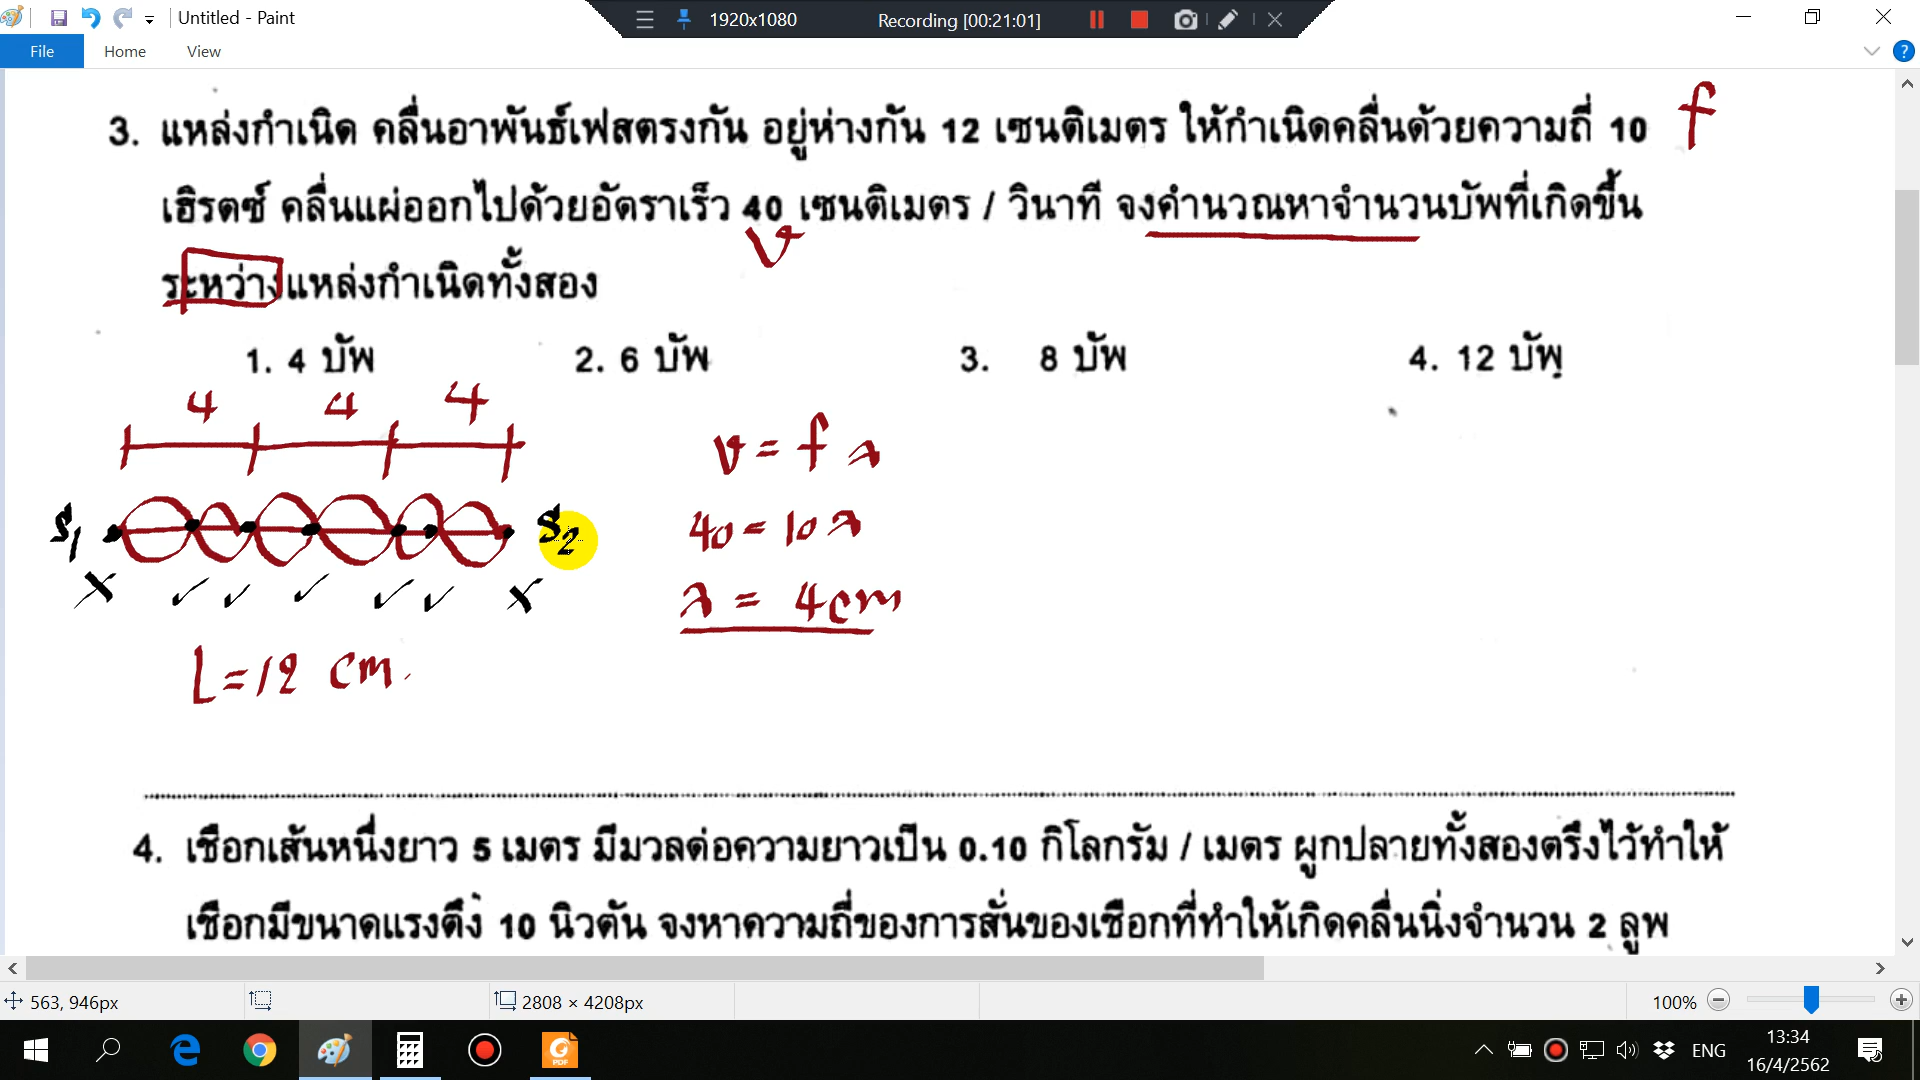 Untitled - Paint
1920x1080
Recording [00:21:01]
File Home View
3. แหล่งกำเนิด คลื่นอาพันธ์เฟสตรงกัน อยู่ห่างกัน 12 เซนติเมตร ให้กำเนิดคลื่นด้วยความถี่ 10 f
เฮิรตซ์ คลื่นแผ่ออกไปด้วยอัตราเร็ว 40 เซนติเมตร / วินาที จงคำนวณหาจำนวนบัพที่เกิดขึ้น
v
ระหว่างแหล่งกำเนิดทั้งสอง
1. 4 บัพ 2. 6 บัพ 3. 8 บัพ 4. 12 บัพ
4 4 4
v = f λ
S1 S2
40 = 10 λ
λ = 4 cm
L = 12 cm.
4. เชือกเส้นหนึ่งยาว 5 เมตร มีมวลต่อความยาวเป็น 0.10 กิโลกรัม / เมตร ผูกปลายทั้งสองตรึงไว้ทำให้
เชือกมีขนาดแรงตึง 10 นิวตัน จงหาความถี่ของการสั่นของเชือกที่ทำให้เกิดคลื่นนิ่งจำนวน 2 ลูพ
563, 946px 2808 × 4208px 100%
PDF
ENG
13:34
16/4/2562